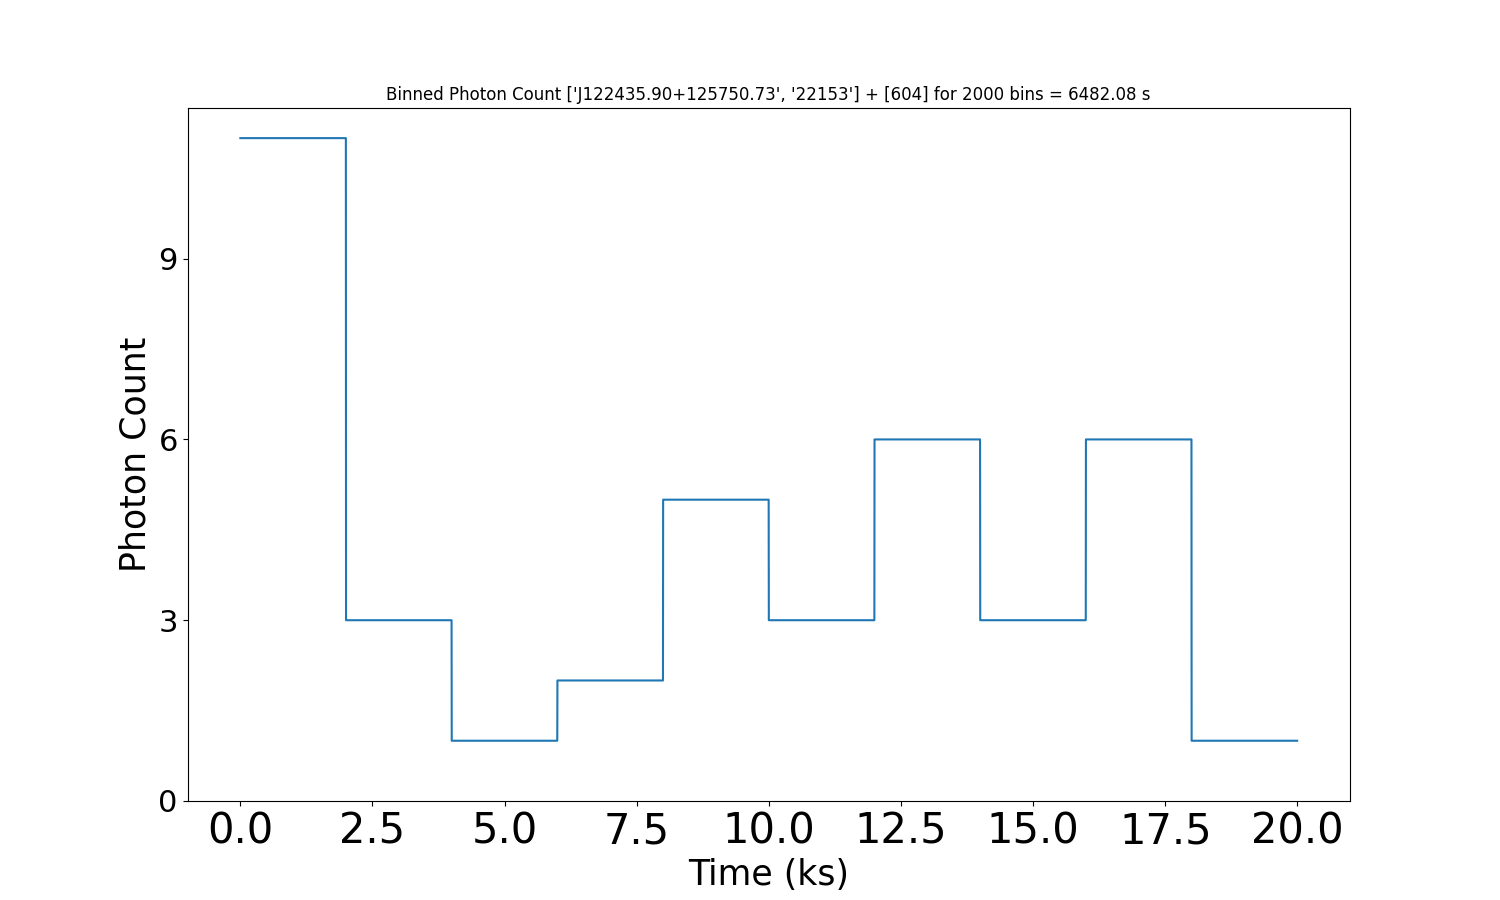 Binned Photon Count ['J122435.90+125750.73', '22153'] + [604] for 2000 bins = 6482.08 s
Photon Count
9
6
3
0
0.0 2.5 5.0 7.5 10.0 12.5 15.0 17.5 20.0
Time (ks)